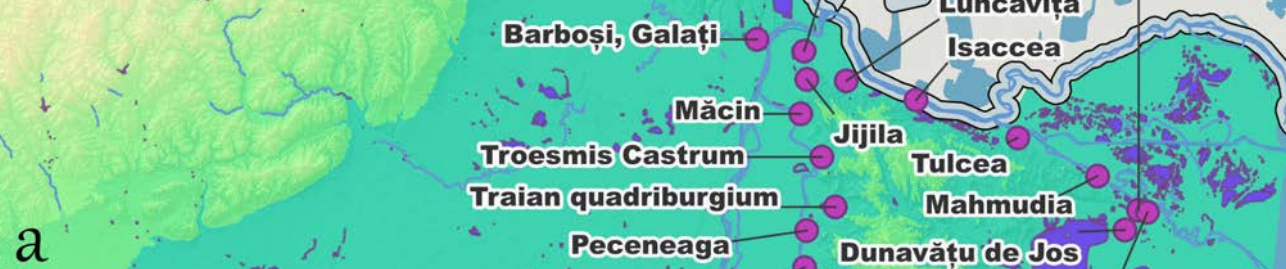 Luncavița
Barboși, Galați
Isaccea
Măcin
Jijila
Troesmis Castrum
Tulcea
Traian quadriburgium
Mahmudia
Peceneaga
Dunavățu de Jos
a